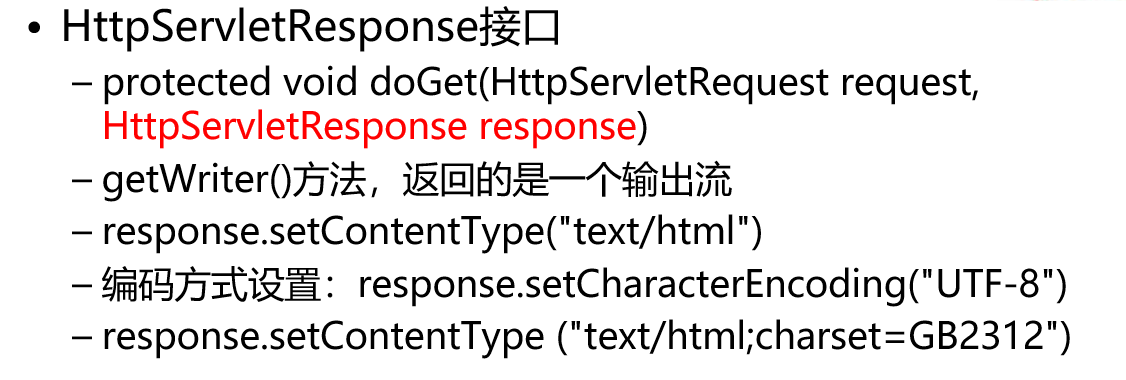 • HttpServletResponse接口
– protected void doGet(HttpServletRequest request,
HttpServletResponse response)
– getWriter()方法，返回的是一个输出流
– response.setContentType("text/html")
– 编码方式设置：response.setCharacterEncoding("UTF-8")
– response.setContentType ("text/html;charset=GB2312")